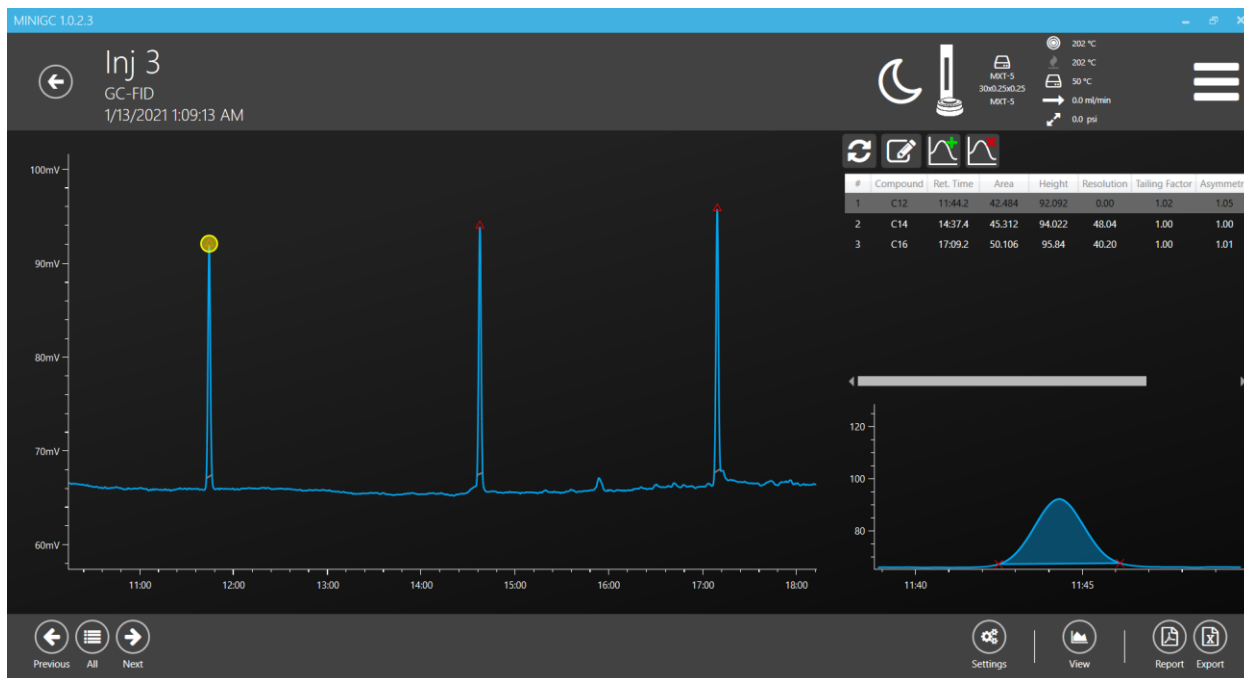 MINIGC 1.0.2.3
Inj 3
GC-FID
1/13/2021 1:09:13 AM
MXT-5
30x0.25x0.25
MXT-5
202 °C
202 °C
50 °C
0.0 ml/min
0.0 psi
# Compound Ret. Time Area Height Resolution Tailing Factor Asymmetr
1 C12 11:44.2 42.484 92.092 0.00 1.02 1.05
2 C14 14:37.4 45.312 94.022 48.04 1.00 1.00
3 C16 17:09.2 50.106 95.84 40.20 1.00 1.01
100mV
90mV
80mV
70mV
60mV
11:00 12:00 13:00 14:00 15:00 16:00 17:00 18:00
120
100
80
11:40 11:45
Previous All Next
Settings View Report Export